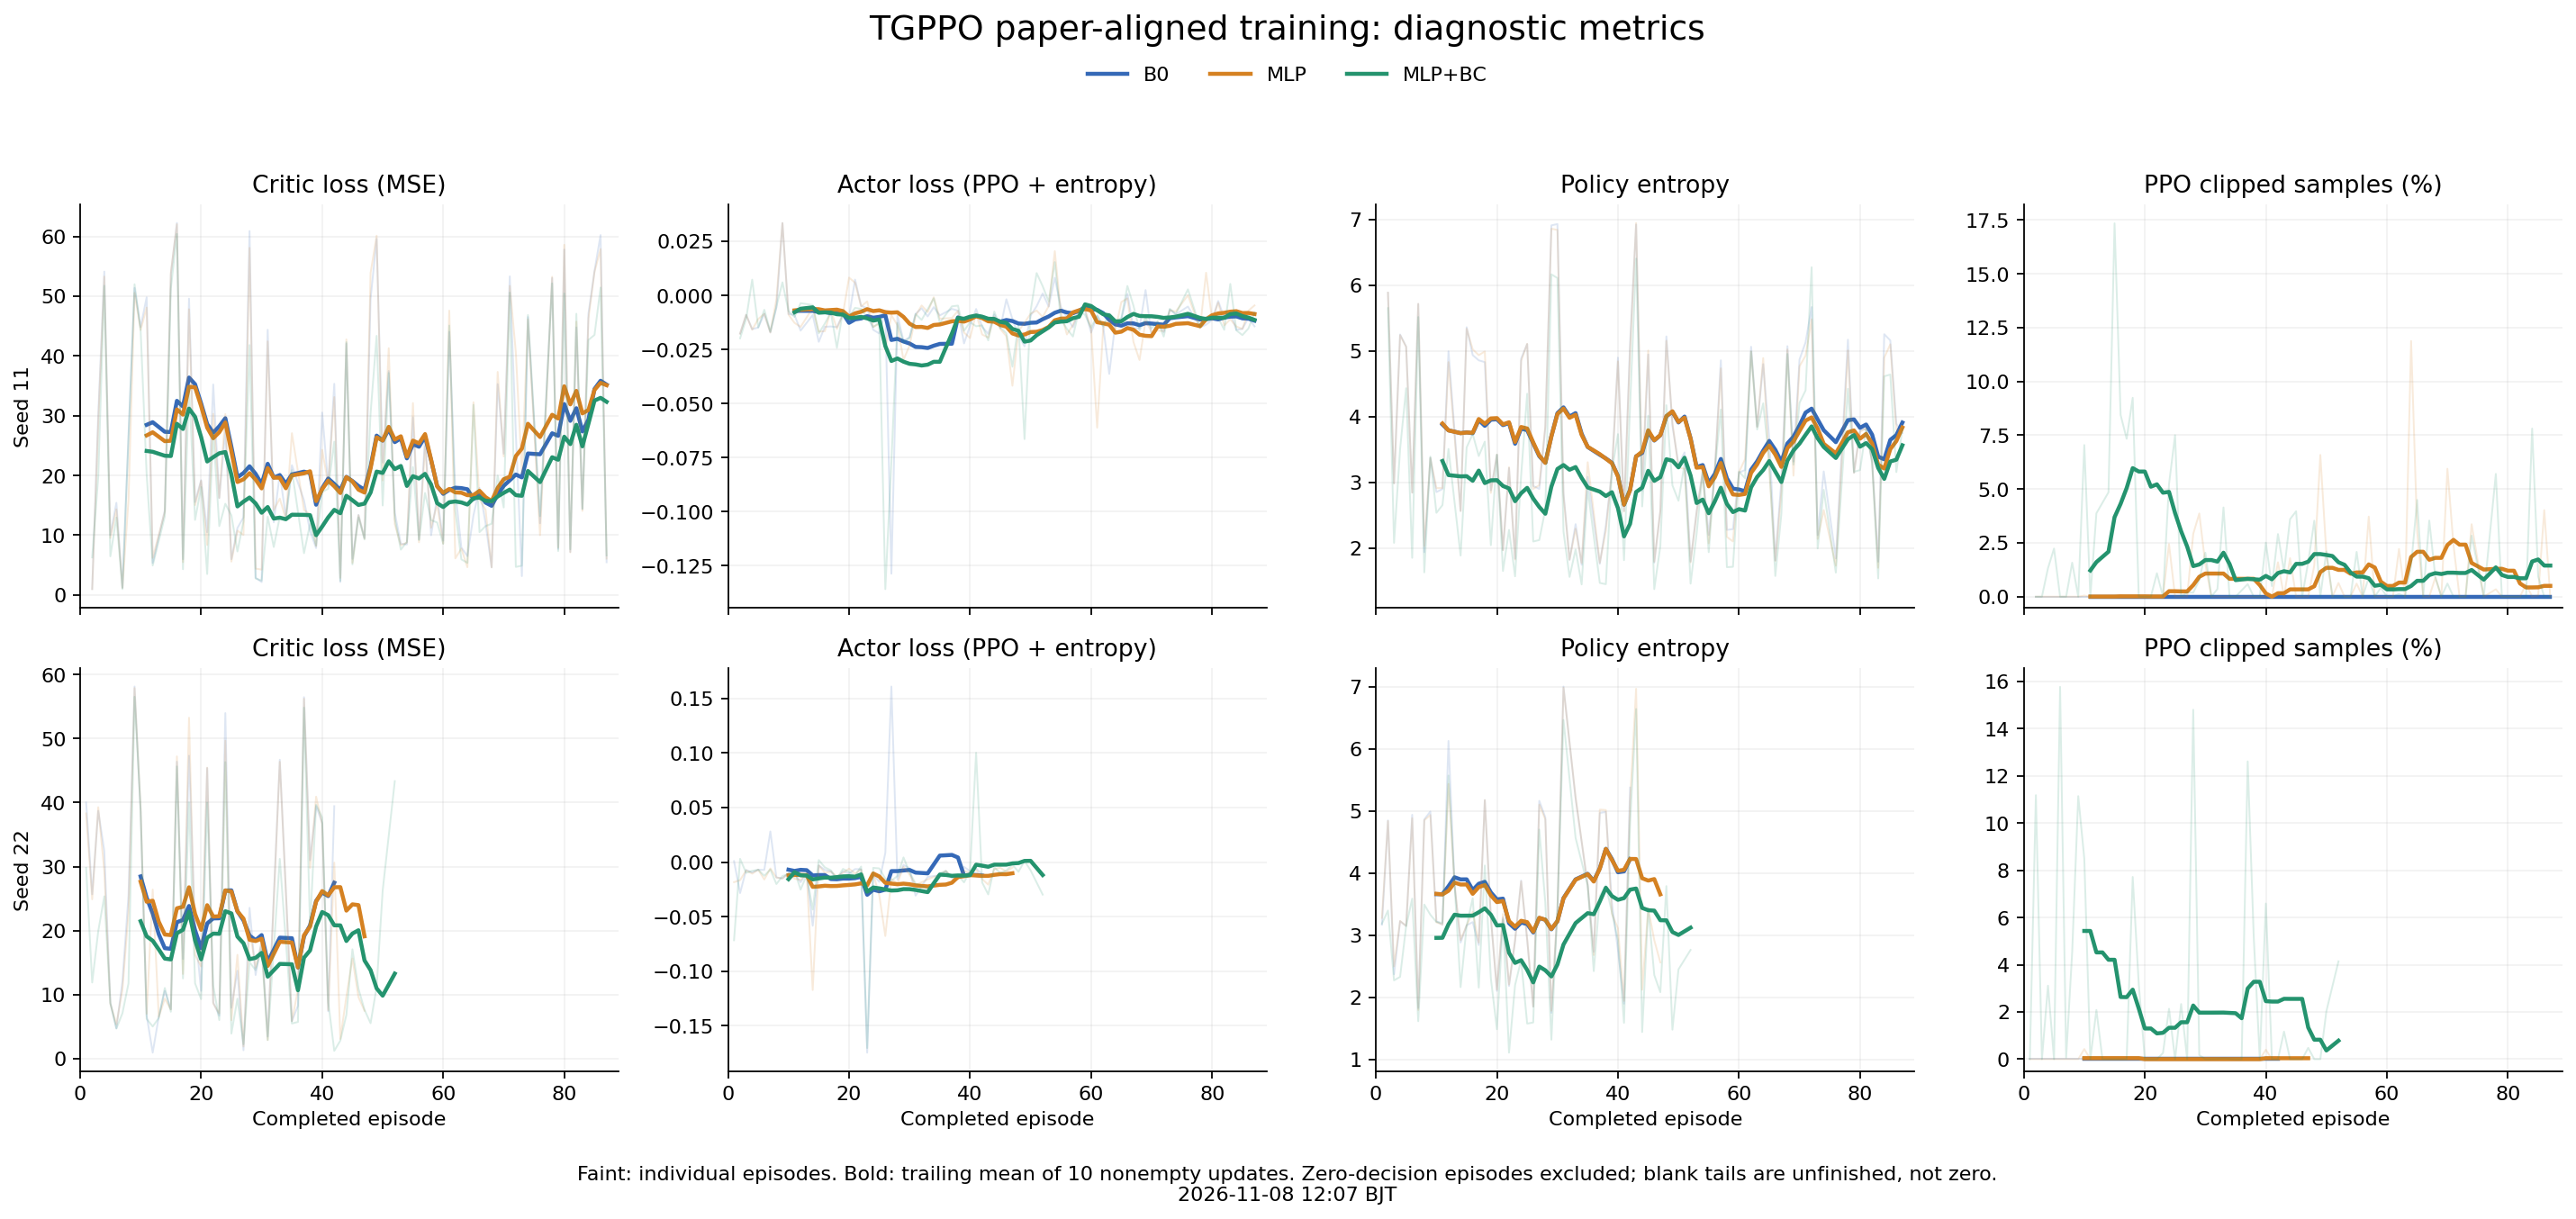 TGPPO paper-aligned training: diagnostic metrics
B0 MLP MLP+BC
Critic loss (MSE)
Actor loss (PPO + entropy)
Policy entropy
PPO clipped samples (%)
Seed 11
60
50
40
30
20
10
0
0.025
0.000
−0.025
−0.050
−0.075
−0.100
−0.125
7
6
5
4
3
2
17.5
15.0
12.5
10.0
7.5
5.0
2.5
0.0
Critic loss (MSE)
Actor loss (PPO + entropy)
Policy entropy
PPO clipped samples (%)
Seed 22
60
50
40
30
20
10
0
0 20 40 60 80
Completed episode
0.15
0.10
0.05
0.00
−0.05
−0.10
−0.15
0 20 40 60 80
Completed episode
7
6
5
4
3
2
1
0 20 40 60 80
Completed episode
16
14
12
10
8
6
4
2
0
0 20 40 60 80
Completed episode
Faint: individual episodes. Bold: trailing mean of 10 nonempty updates. Zero-decision episodes excluded; blank tails are unfinished, not zero.
2026-11-08 12:07 BJT